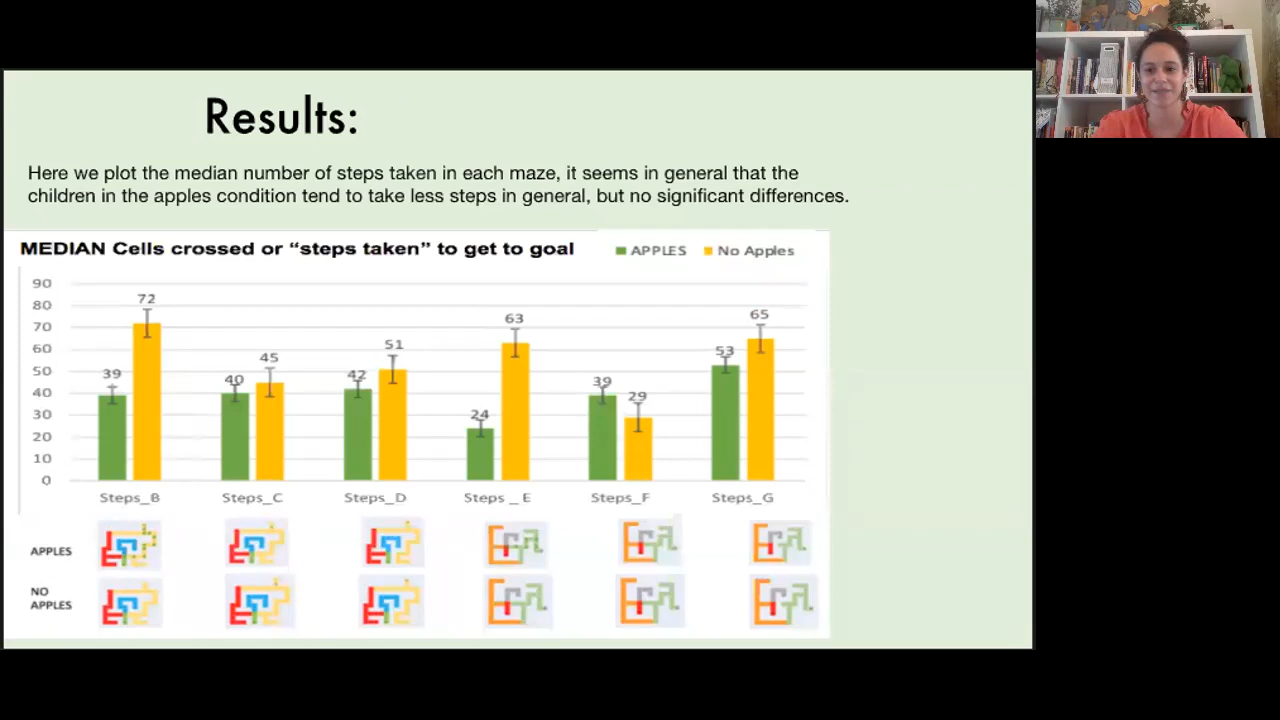 Results:
Here we plot the median number of steps taken in each maze, it seems in general that the
children in the apples condition tend to take less steps in general, but no significant differences.
MEDIAN Cells crossed or “steps taken” to get to goal
APPLES
No Apples
90
80
70
60
50
40
30
20
10
0
39
72
40
45
42
51
24
63
39
29
53
65
Steps_B
Steps_C
Steps_D
Steps _ E
Steps_F
Steps_G
APPLES
NO
APPLES